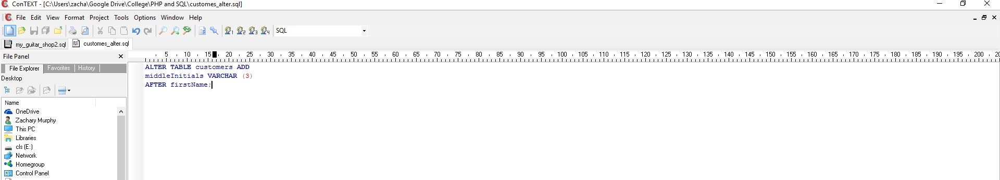 ConTEXT - [C:\Users\zacha\Google Drive\College\PHP and SQL\customes_alter.sql]
File Edit View Format Project Tools Options Window Help
1 2 3 4 SQL
my_guitar_shop2.sql customes_alter.sql
File Panel
5 10 15 20 25 30 35 40 45 50 55 60 65 70 75 80 85 90 95 100 105 110 115 120 125 130 135 140 145 150 155 160 165 170 175 180 185 190 195 200
File Explorer Favorites History
Desktop
Name
OneDrive
Zachary Murphy
This PC
Libraries
cls (E:)
Network
Homegroup
Control Panel
ALTER TABLE customers ADD
middleInitials VARCHAR (3)
AFTER firstName;